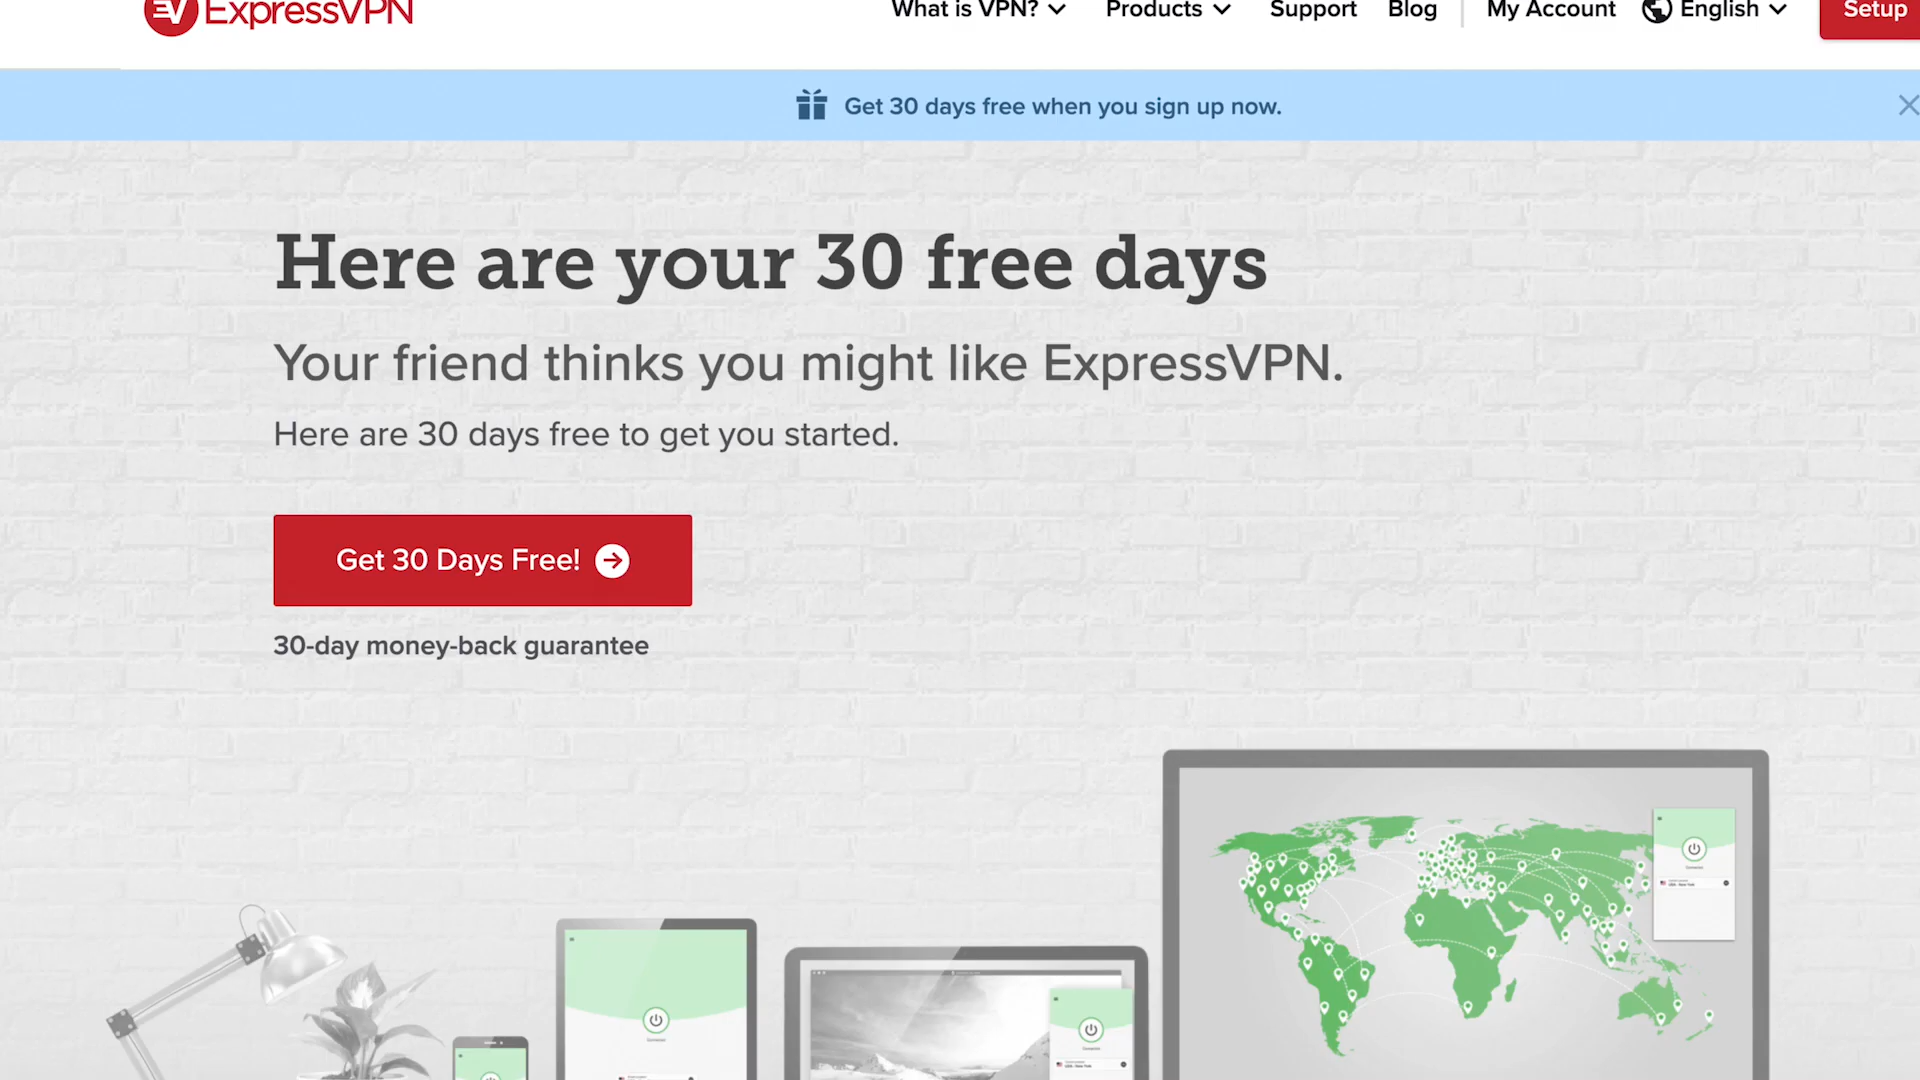 ExpressVPN
What is VPN? Products Support Blog My Account English Setup
Get 30 days free when you sign up now.
Here are your 30 free days
Your friend thinks you might like ExpressVPN.
Here are 30 days free to get you started.
Get 30 Days Free!
30-day money-back guarantee